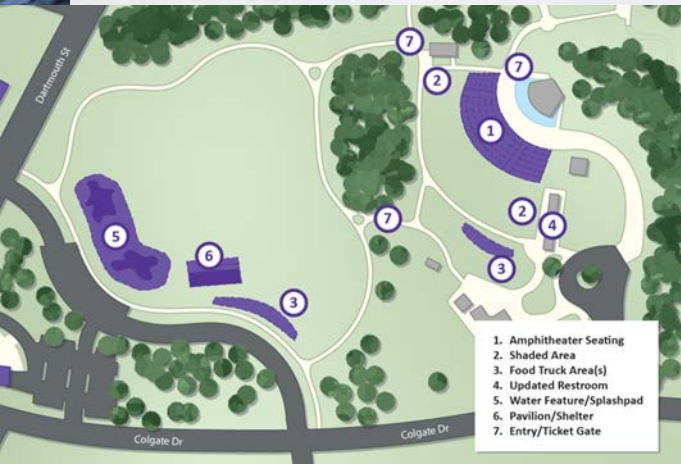 Dartmouth St
7
7
2
1
2
4
7
5
6
3
3
1. Amphitheater Seating
2. Shaded Area
3. Food Truck Area(s)
4. Updated Restroom
5. Water Feature/Splashpad
6. Pavilion/Shelter
7. Entry/Ticket Gate
Colgate Dr
Colgate Dr